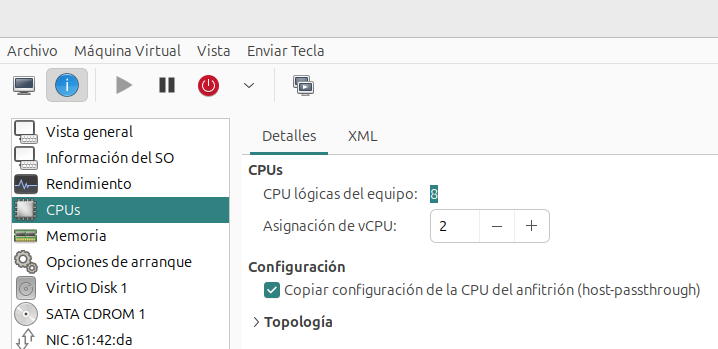 Archivo Máquina Virtual Vista Enviar Tecla
Vista general
Información del SO
Rendimiento
CPUs
Memoria
Opciones de arranque
VirtIO Disk 1
SATA CDROM 1
NIC :61:42:da
Detalles XML
CPUs
CPU lógicas del equipo: 8
Asignación de vCPU: 2
Configuración
Copiar configuración de la CPU del anfitrión (host-passthrough)
Topología